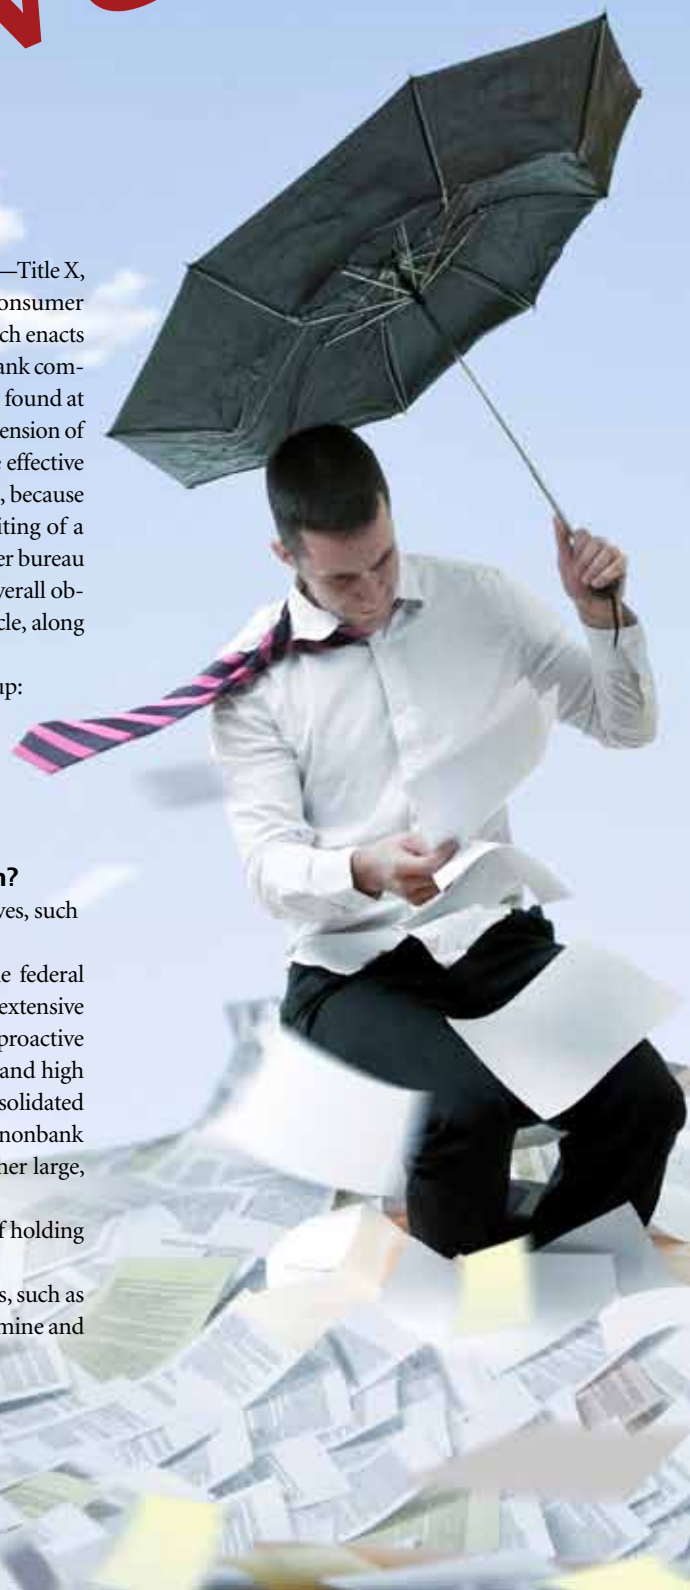 —Title X,
onsumer
ch enacts
ank com-
found at
ension of
effective
, because
iting of a
er bureau
verall ob-
cle, along
up:
n?
ves, such
e federal
extensive
proactive
and high
solidated
nonbank
her large,
f holding
s, such as
mine and